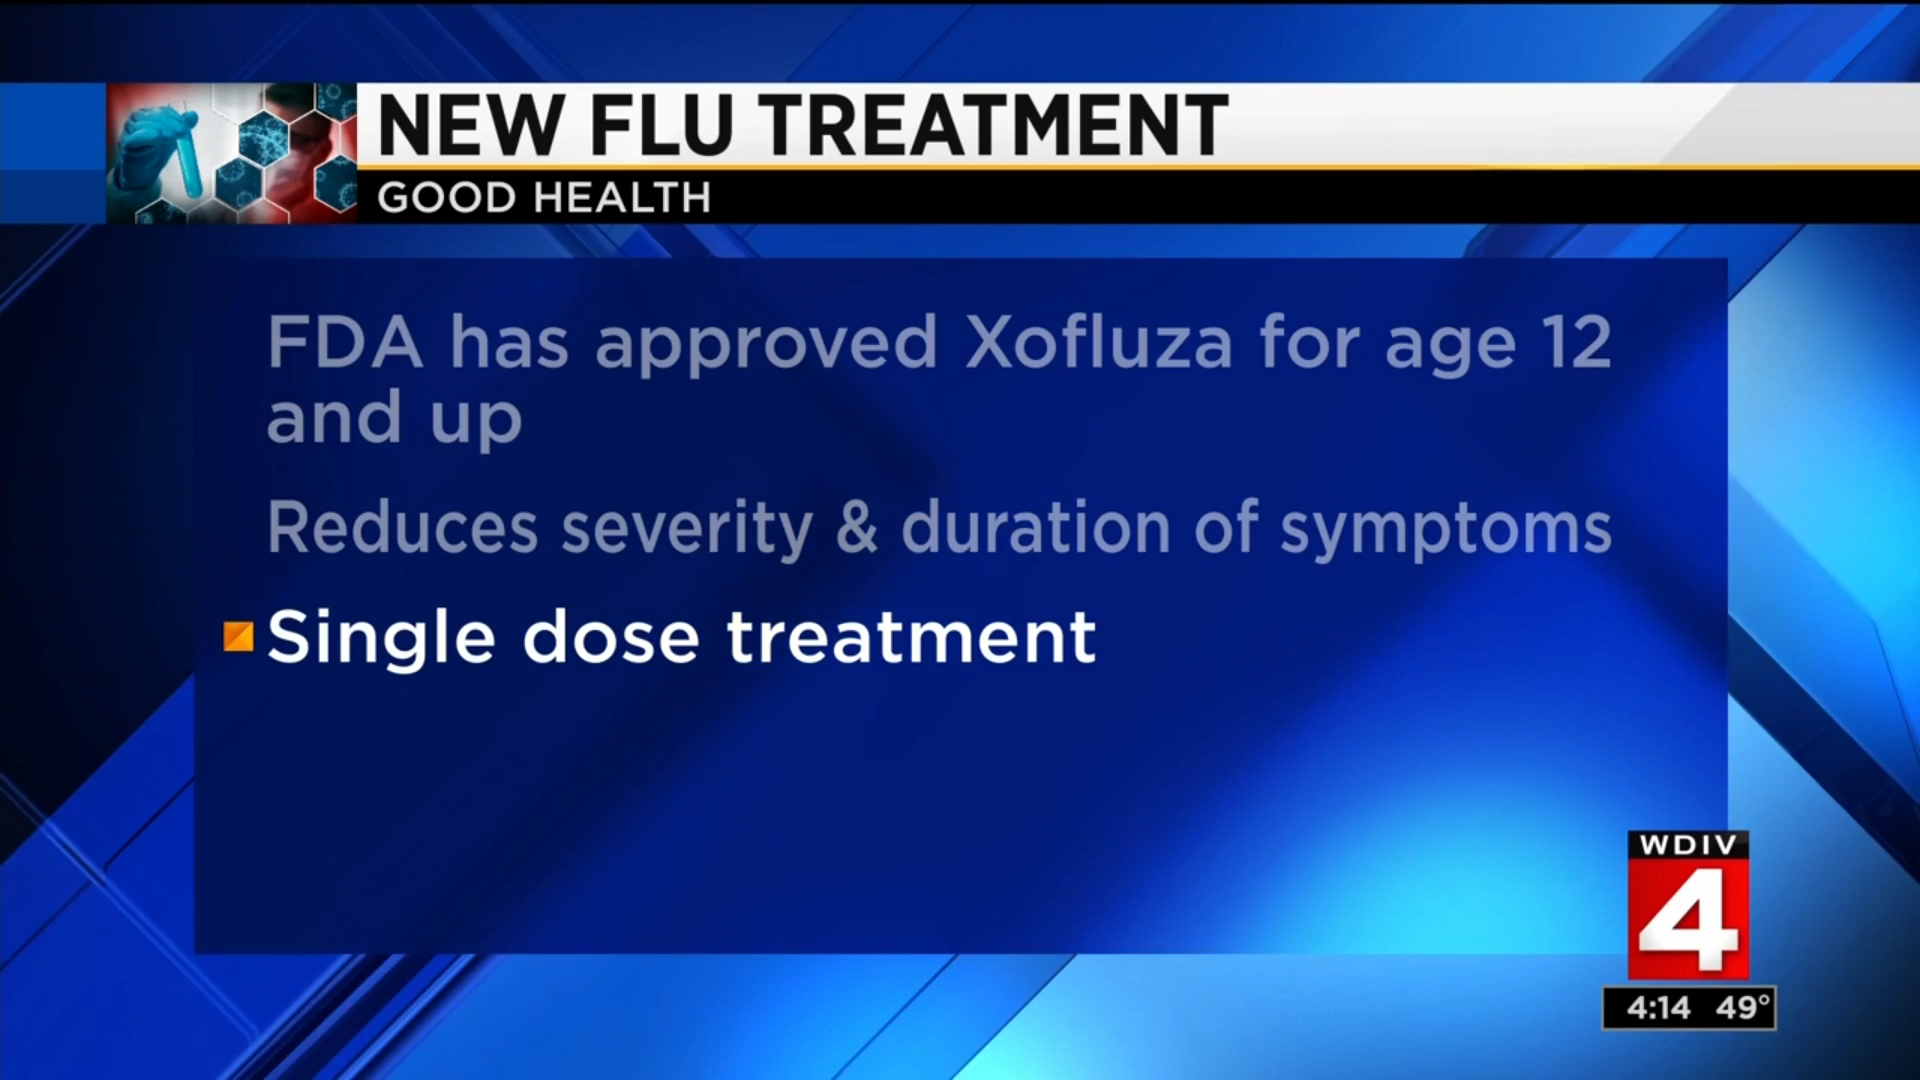 NEW FLU TREATMENT
GOOD HEALTH
FDA has approved Xofluza for age 12
and up
Reduces severity & duration of symptoms
Single dose treatment
WDIV
4
4:14 49°